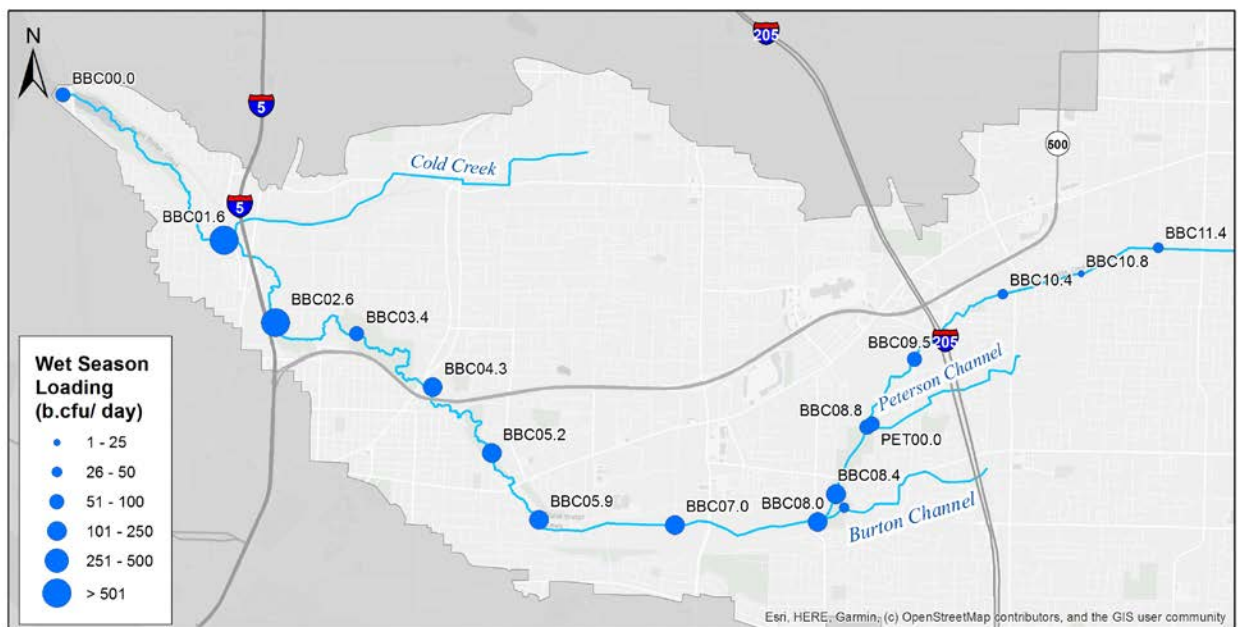 N
BBC00.0
5
205
500
Cold Creek
5
BBC01.6
BBC11.4
BBC10.8
BBC10.4
BBC02.6
BBC03.4
205
BBC09.5
Peterson Channel
BBC04.3
BBC08.8
PET00.0
BBC05.2
BBC08.4
BBC05.9
BBC07.0
BBC08.0
Burton Channel
Wet Season
Loading
(b.cfu/ day)
1 - 25
26 - 50
51 - 100
101 - 250
251 - 500
> 501
Esri, HERE, Garmin, (c) OpenStreetMap contributors, and the GIS user community